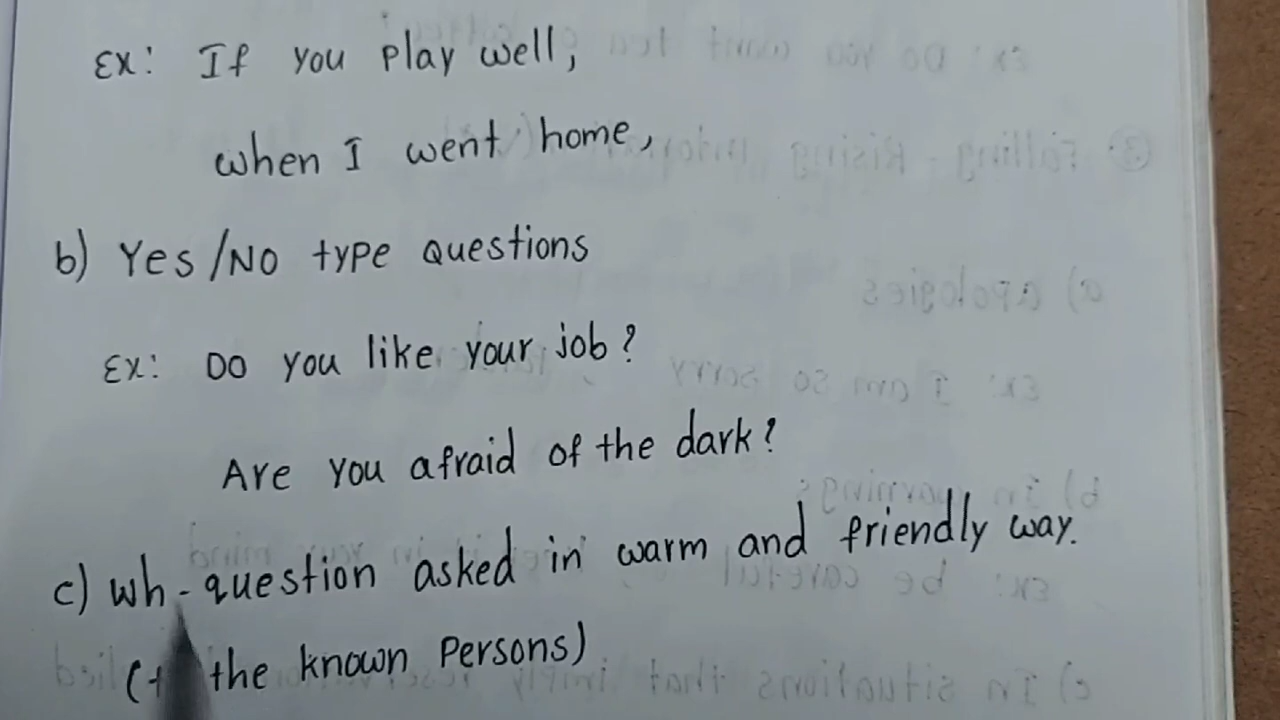 Ex: If you play well,
when I went home,
b) Yes/No type questions
Ex: Do you like your job?
Are you afraid of the dark?
c) wh-question asked in warm and friendly way.
the known persons)